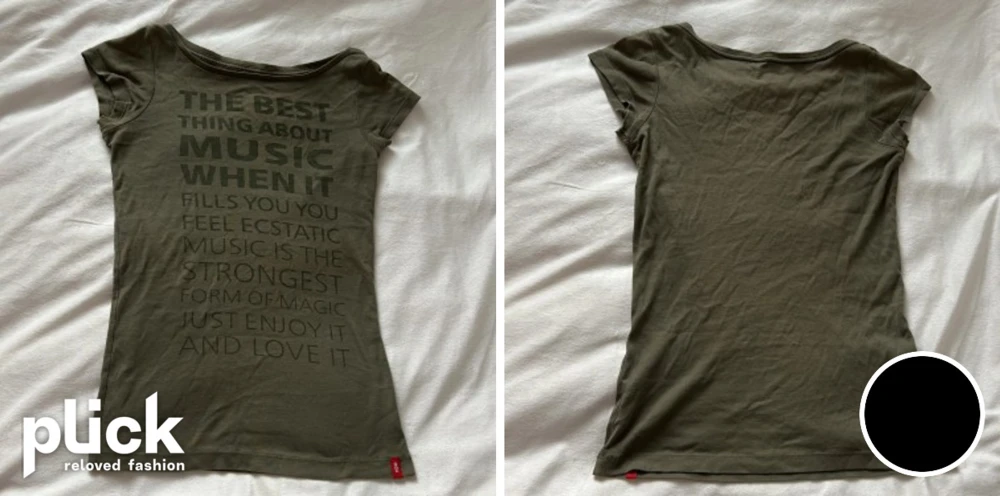 THE BEST
THING ABOUT
MUSIC
WHEN IT
FILLS YOU YOU
FEEL ECSTATIC
MUSIC IS THE
STRONGEST
FORM OF MAGIC
JUST ENJOY IT
AND LOVE IT
plick
reloved fashion